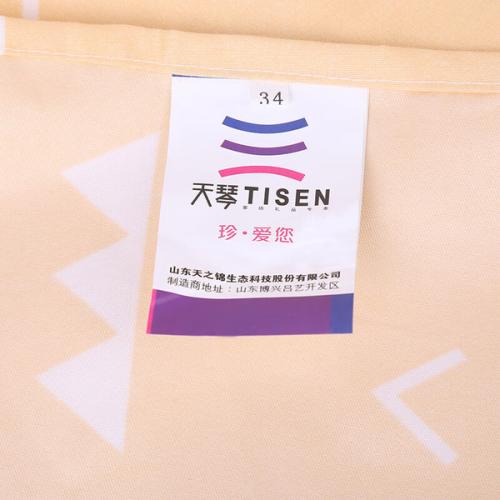 34
天琴TISEN
珍·爱您
山东天之锦生态科技股份有限公司
制造商地址：山东博兴吕艺开发区